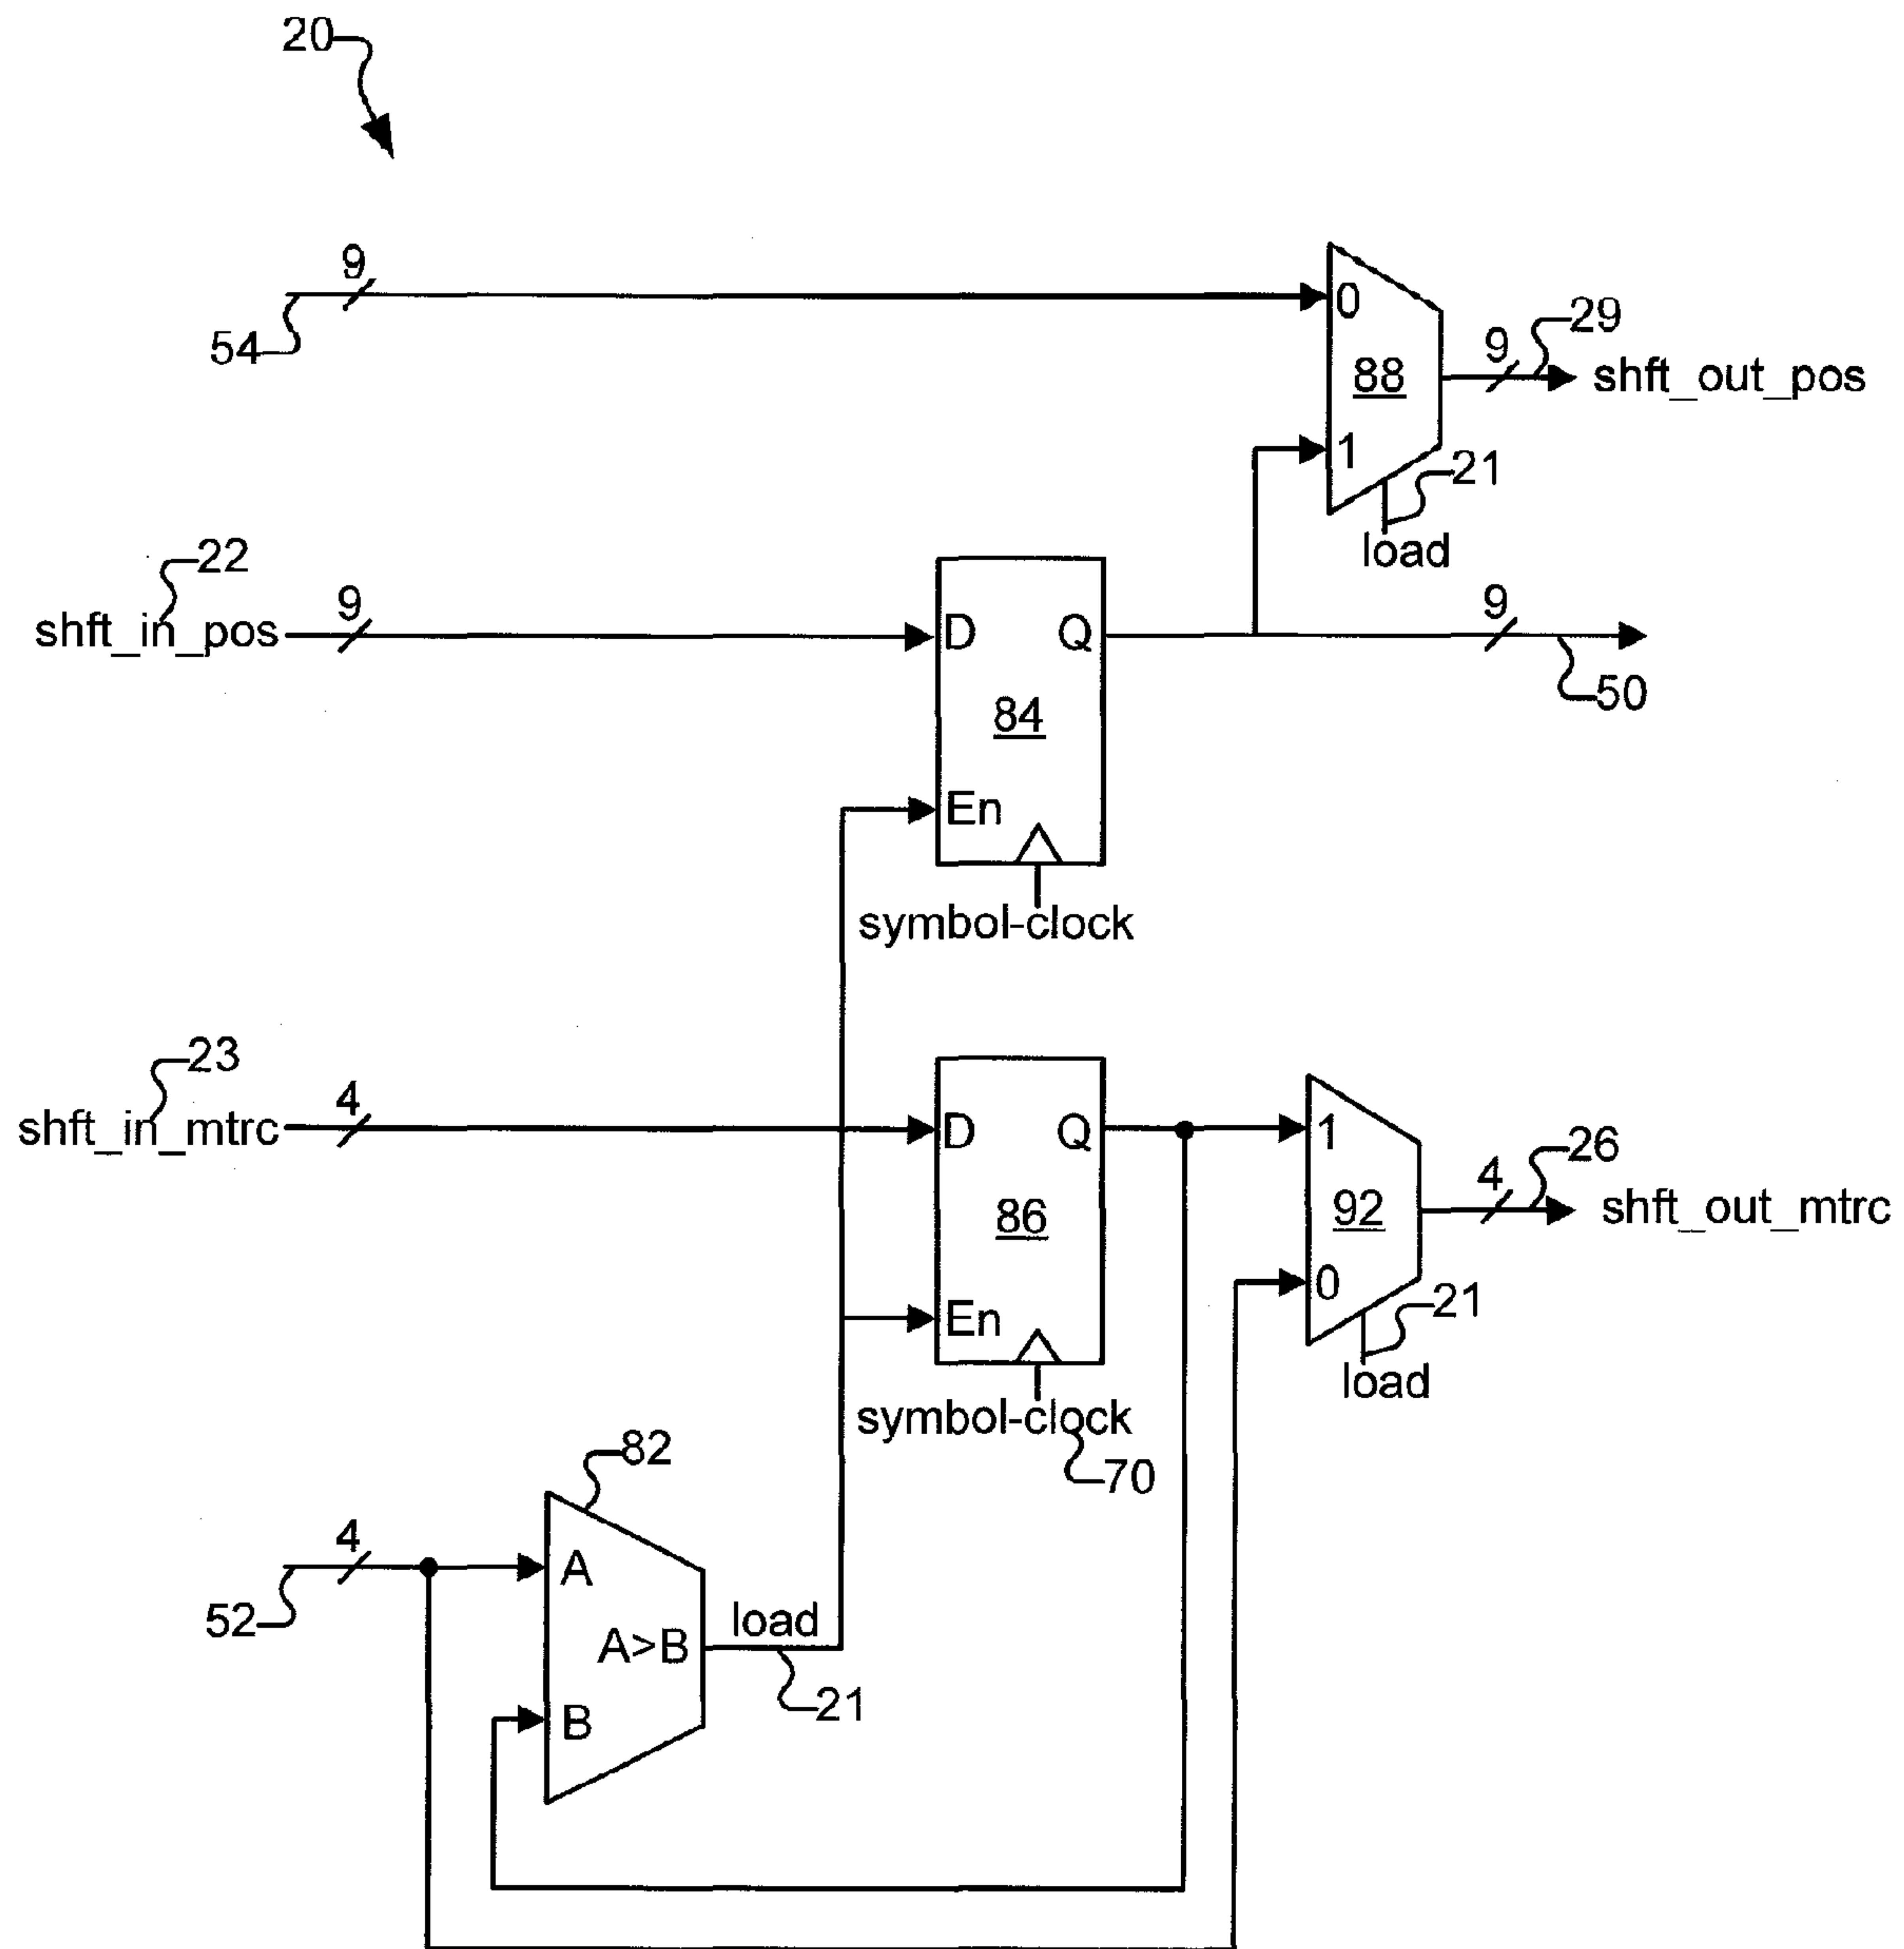 20
9
54
0
88
1
9
29
shft_out_pos
21
load
22
shft_in_pos
9
D
Q
84
En
symbol-clock
9
50
23
shft_in_mtrc
4
D
Q
86
En
symbol-clock
70
1
92
0
4
26
shft_out_mtrc
21
load
82
4
52
A
A>B
B
load
21